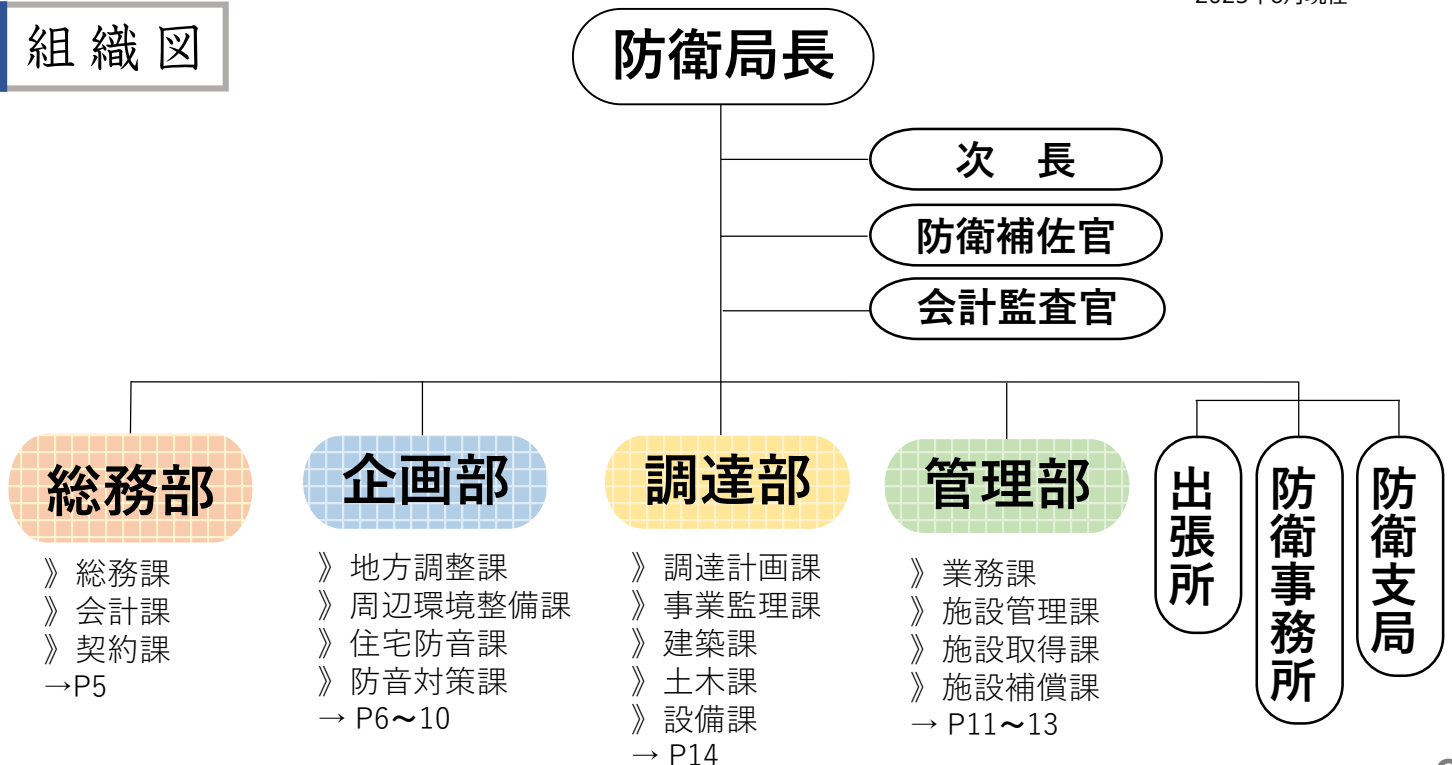 組織図
防衛局長
次　長
防衛補佐官
会計監査官
総務部
》総務課
》会計課
》契約課
→P5
企画部
》地方調整課
》周辺環境整備課
》住宅防音課
》防音対策課
→ P6～10
調達部
》調達計画課
》事業監理課
》建築課
》土木課
》設備課
→ P14
管理部
》業務課
》施設管理課
》施設取得課
》施設補償課
→ P11～13
出張所
防衛事務所
防衛支局